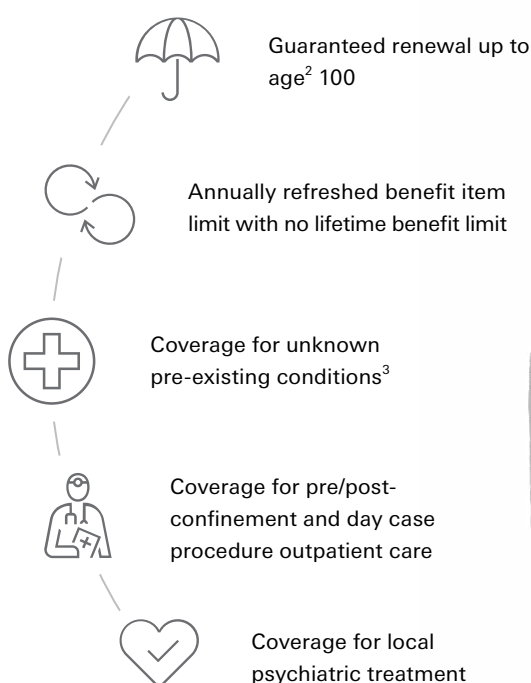 Guaranteed renewal up to
age² 100
Annually refreshed benefit item
limit with no lifetime benefit limit
Coverage for unknown
pre-existing conditions³
Coverage for pre/post-
confinement and day case
procedure outpatient care
Coverage for local
psychiatric treatment